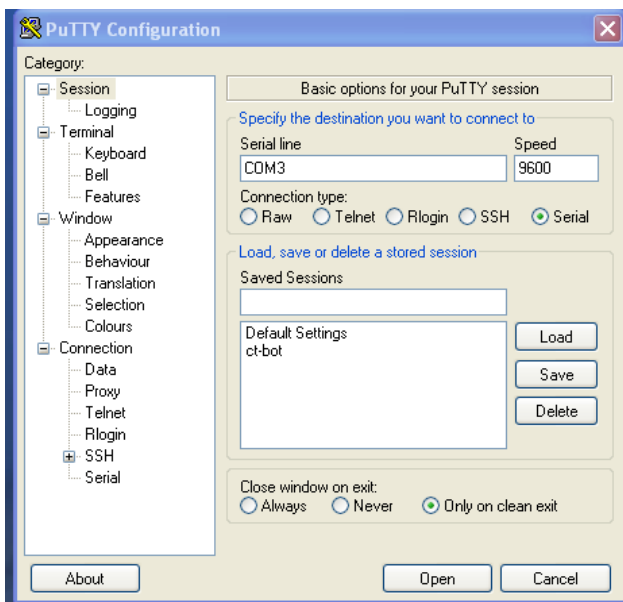 PuTTY Configuration
Category:
Session
Logging
Terminal
Keyboard
Bell
Features
Window
Appearance
Behaviour
Translation
Selection
Colours
Connection
Data
Proxy
Telnet
Rlogin
SSH
Serial
Basic options for your PuTTY session
Specify the destination you want to connect to
Serial line Speed
COM3 9600
Connection type:
Raw Telnet Rlogin SSH Serial
Load, save or delete a stored session
Saved Sessions
Default Settings
ct-bot
Load
Save
Delete
Close window on exit:
Always Never Only on clean exit
About Open Cancel